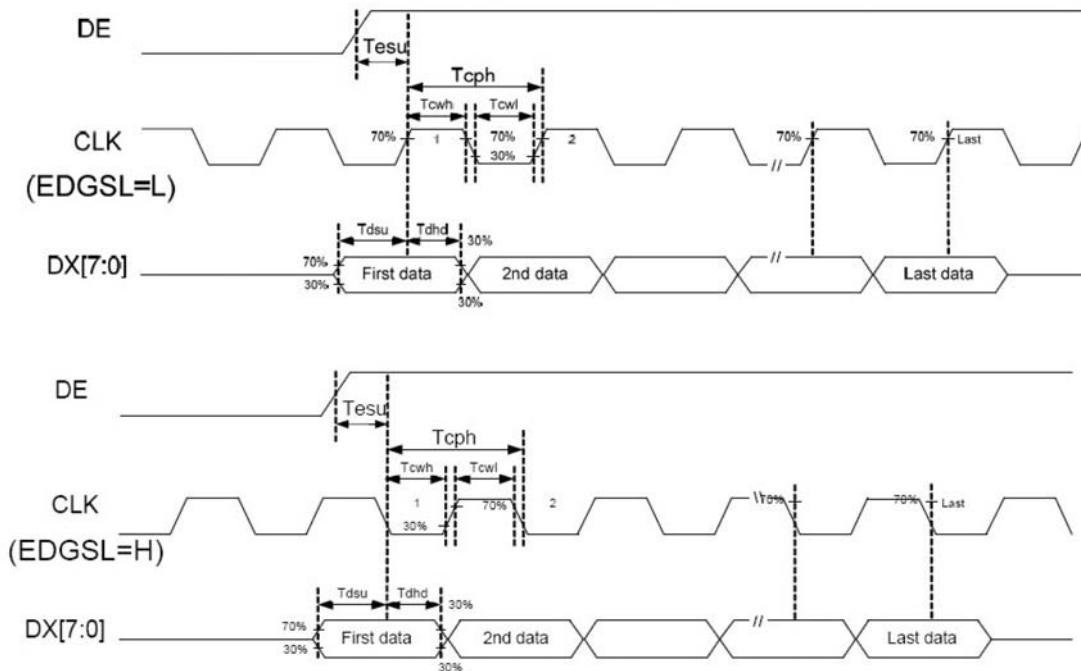 DE
Tesu
Tcph
Tcwh Tcwl
CLK 70% 1 70% 2 70% 70% Last
30%
//
(EDGSL=L)
Tdsu Tdhd 30%
DX[7:0] 70% First data 2nd data // Last data
30% 30%
DE
Tesu
Tcph
Tcwh Tcwl
CLK 1 70% 2 \\ 70% 70% Last
30%
(EDGSL=H)
Tdsu Tdhd 30%
DX[7:0] 70% First data 2nd data // Last data
30%
30%